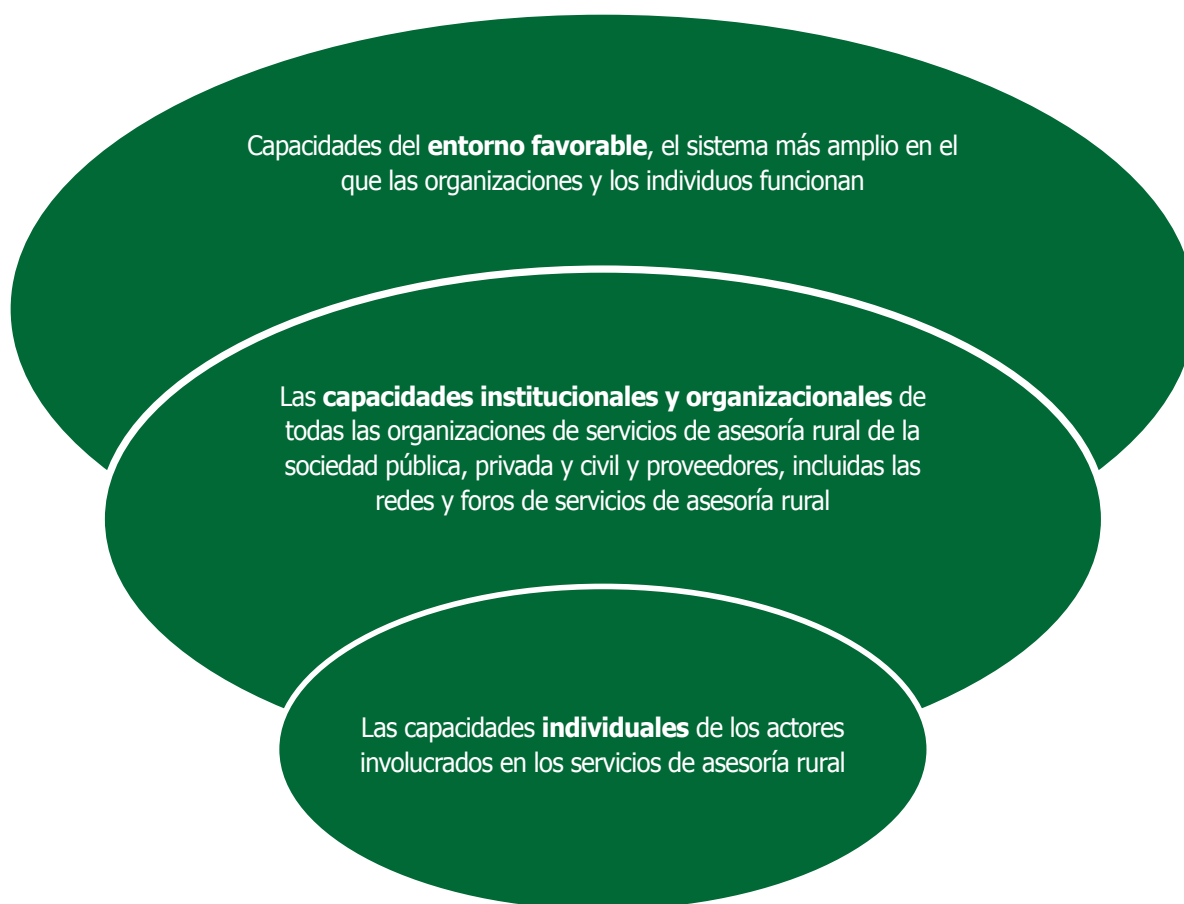 Capacidades del entorno favorable, el sistema más amplio en el
que las organizaciones y los individuos funcionan
Las capacidades institucionales y organizacionales de
todas las organizaciones de servicios de asesoría rural de la
sociedad pública, privada y civil y proveedores, incluidas las
redes y foros de servicios de asesoría rural
Las capacidades individuales de los actores
involucrados en los servicios de asesoría rural